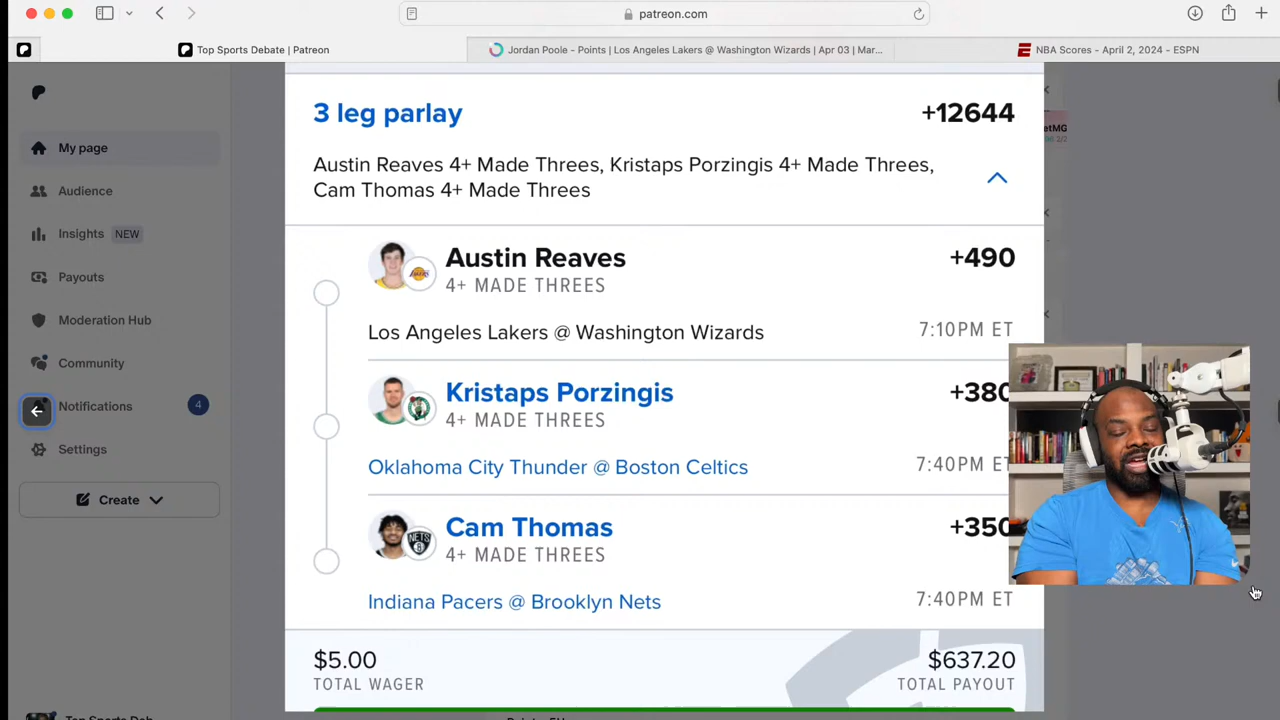 patreon.com
Top Sports Debate | Patreon
Jordan Poole - Points | Los Angeles Lakers @ Washington Wizards | Apr 03 | Mar...
NBA Scores - April 2, 2024 - ESPN
My page
Audience
Insights NEW
Payouts
Moderation Hub
Community
Notifications 4
Settings
Create
Top Sports Deb
3 leg parlay +12644
Austin Reaves 4+ Made Threes, Kristaps Porzingis 4+ Made Threes,
Cam Thomas 4+ Made Threes
Austin Reaves +490
4+ MADE THREES
Los Angeles Lakers @ Washington Wizards 7:10PM ET
Kristaps Porzingis +380
4+ MADE THREES
Oklahoma City Thunder @ Boston Celtics 7:40PM ET
Cam Thomas +350
4+ MADE THREES
Indiana Pacers @ Brooklyn Nets 7:40PM ET
$5.00 $637.20
TOTAL WAGER TOTAL PAYOUT
etMG